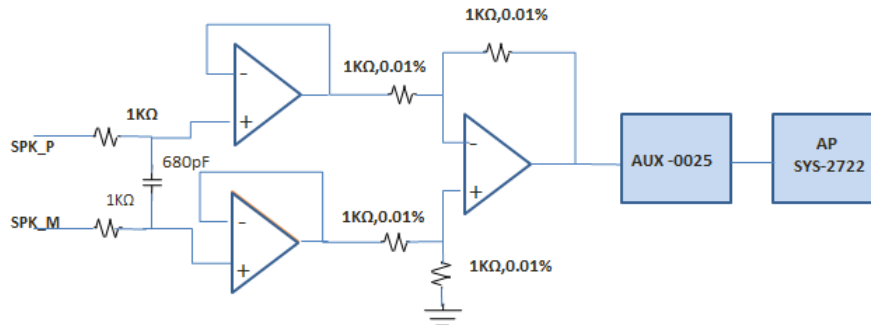 1KΩ,0.01%
1KΩ,0.01%
-
+
1KΩ
SPK_P
680pF
-
+
AUX -0025
AP
SYS-2722
1KΩ
SPK_M
1KΩ,0.01%
-
+
1KΩ,0.01%